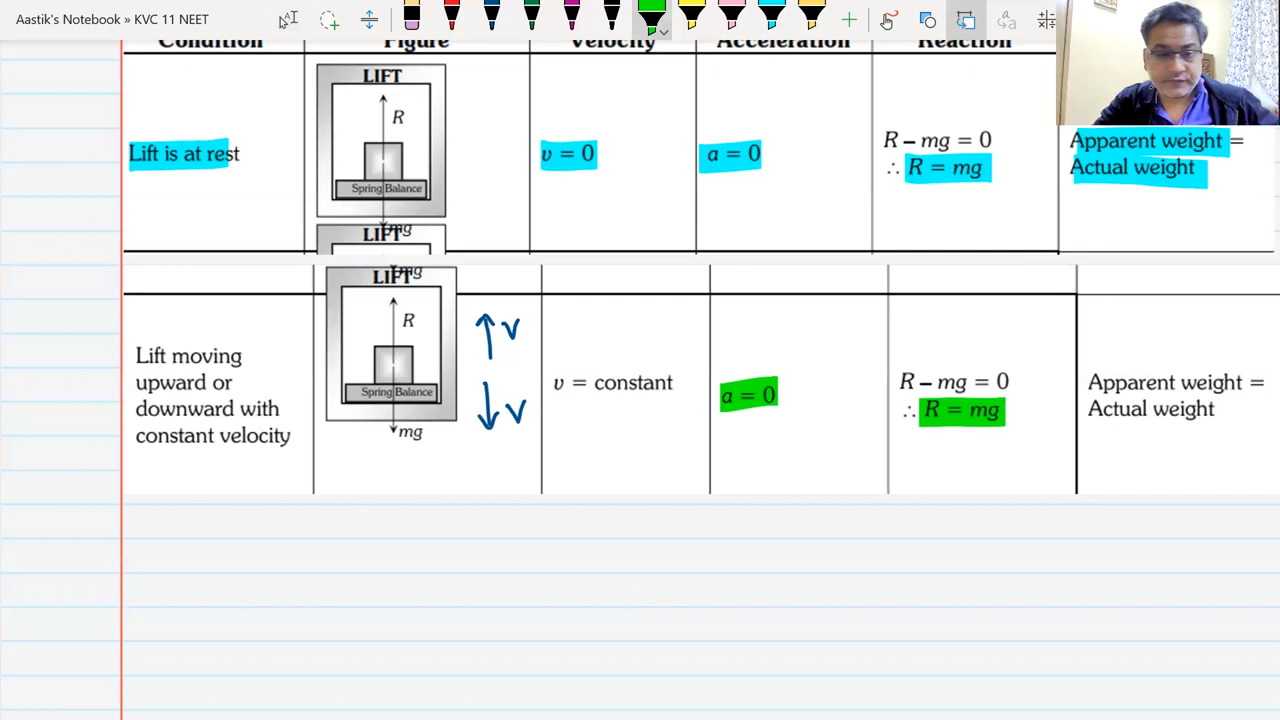 Aastik's Notebook » KVC 11 NEET
Condition Figure Velocity Acceleration Reaction
LIFT
R
Spring Balance
mg
Lift is at rest
υ = 0
a = 0
R – mg = 0
∴ R = mg
Apparent weight =
Actual weight
LIFT
mg
LIFT
R
Spring Balance
mg
↑ v
↓ v
Lift moving
upward or
downward with
constant velocity
υ = constant
a = 0
R – mg = 0
∴ R = mg
Apparent weight =
Actual weight